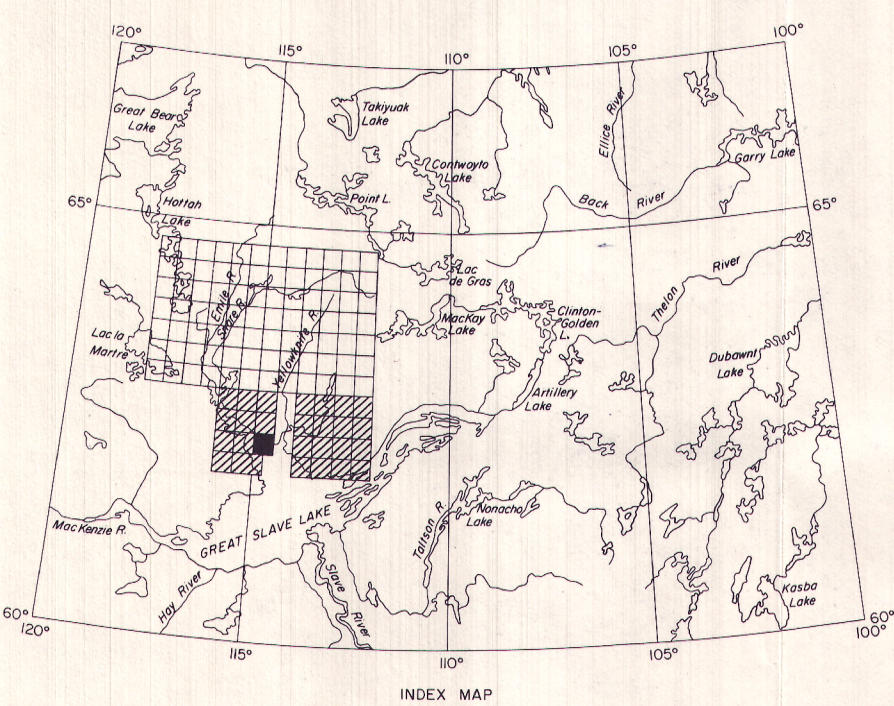 120°
115°
110°
105°
100°
Great Bear
Lake
Takiyuak
Lake
Ellice River
Contwoyto
Lake
Garry Lake
Hottah
Lake
Point L.
Back River
65°
65°
Lac
de Gras
Thelon River
Emile R.
Snare R.
Yellowknife R.
MacKay
Lake
Clinton-
Golden
L.
Lac la
Martre
Dubawnt
Lake
Artillery
Lake
MacKenzie R.
GREAT SLAVE LAKE
Taltson R.
Nonacho
Lake
Hay River
Slave River
Kasba
Lake
60°
120°
115°
110°
105°
60°
100°
INDEX MAP